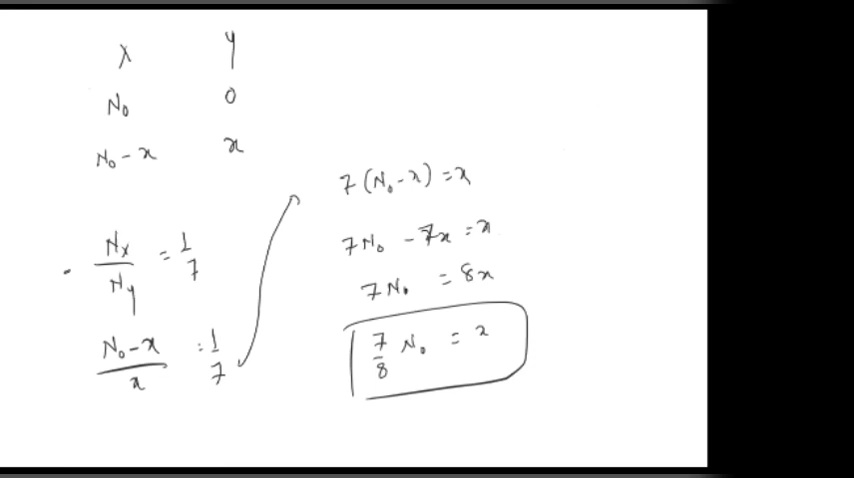 X Y
N₀ 0
N₀ - x x
Nx/Ny = 1/7
(N₀ - x)/x = 1/7
7(N₀ - x) = x
7N₀ - 7x = x
7N₀ = 8x
7/8 N₀ = x